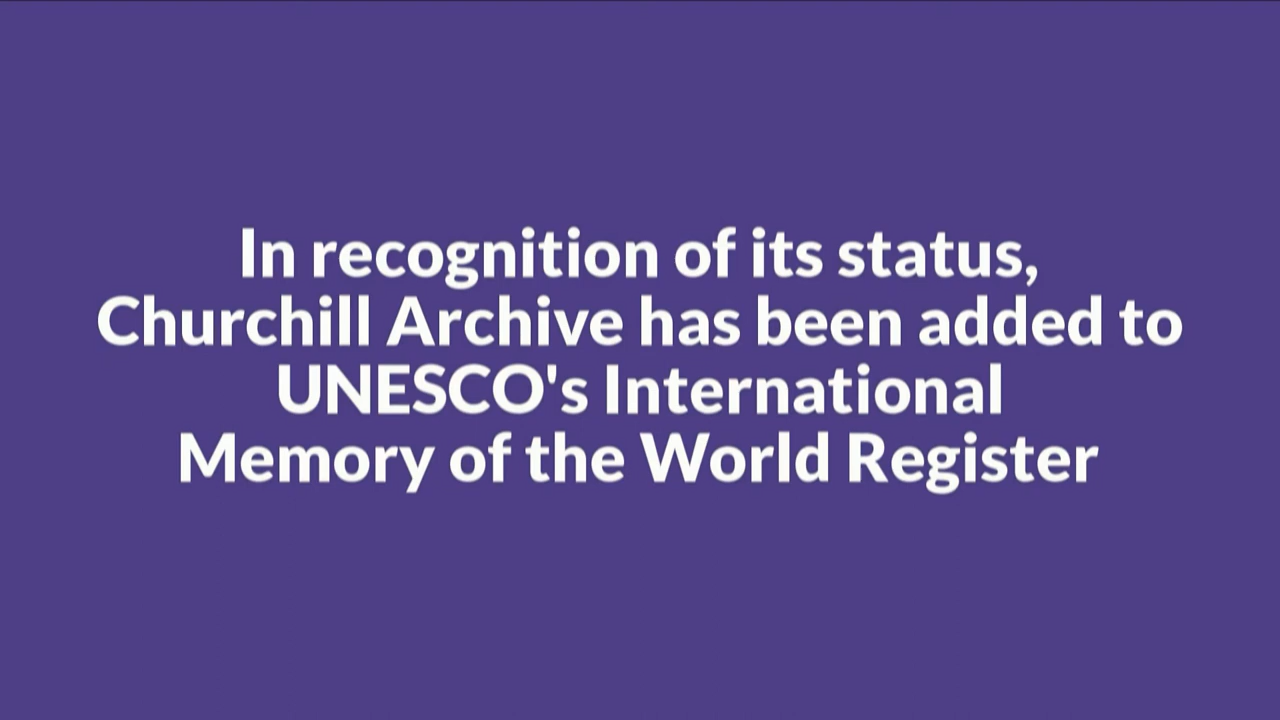 In recognition of its status,
Churchill Archive has been added to
UNESCO's International
Memory of the World Register